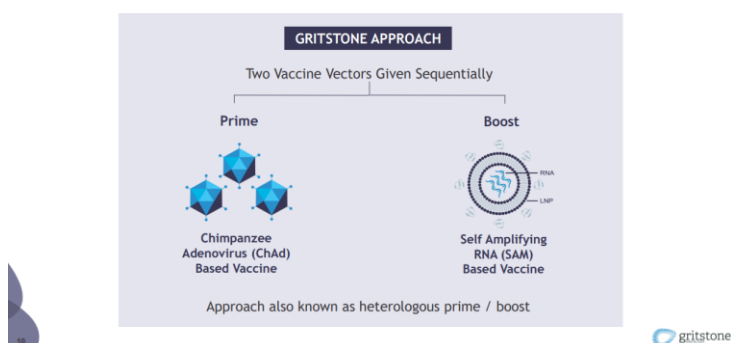 GRITSTONE APPROACH
Two Vaccine Vectors Given Sequentially
Prime
Boost
RNA
LNP
Chimpanzee
Adenovirus (ChAd)
Based Vaccine
Self Amplifying
RNA (SAM)
Based Vaccine
Approach also known as heterologous prime / boost
gritstone